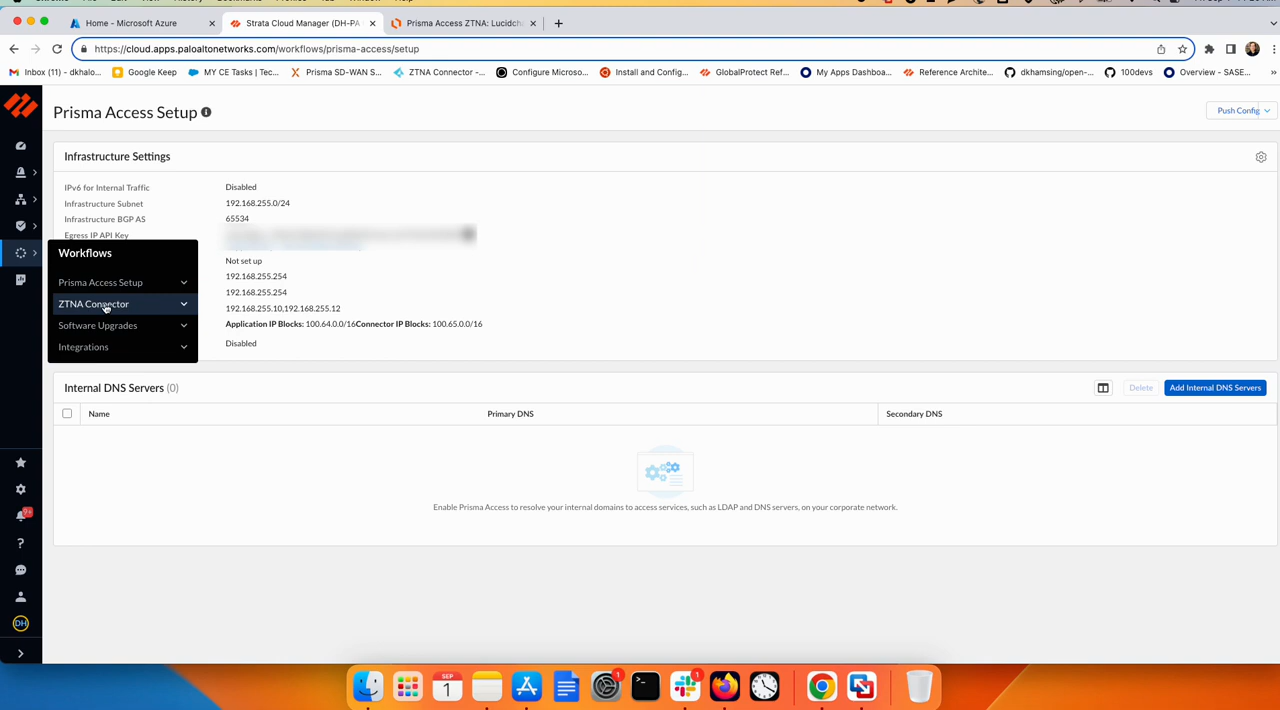 Home - Microsoft Azure
Strata Cloud Manager (DH-PA
Prisma Access ZTNA: Lucidch
https://cloud.apps.paloaltonetworks.com/workflows/prisma-access/setup
Inbox (11) - dkhalo...
Google Keep
MY CE Tasks | Tec...
Prisma SD-WAN S...
ZTNA Connector -...
Configure Microso...
Install and Config...
GlobalProtect Ref...
My Apps Dashboa...
Reference Archite...
dkhamsing/open-...
100devs
Overview - SASE...
Prisma Access Setup
Push Config
Infrastructure Settings
IPv6 for Internal Traffic Disabled
Infrastructure Subnet 192.168.255.0/24
Infrastructure BGP AS 65534
Egress IP API Key
Not set up
192.168.255.254
192.168.255.254
192.168.255.10,192.168.255.12
Application IP Blocks: 100.64.0.0/16Connector IP Blocks: 100.65.0.0/16
Disabled
Workflows
Prisma Access Setup
ZTNA Connector
Software Upgrades
Integrations
Internal DNS Servers (0)
Delete
Add Internal DNS Servers
Name Primary DNS Secondary DNS
Enable Prisma Access to resolve your internal domains to access services, such as LDAP and DNS servers, on your corporate network.
9+
DH
SEP
1
1
1